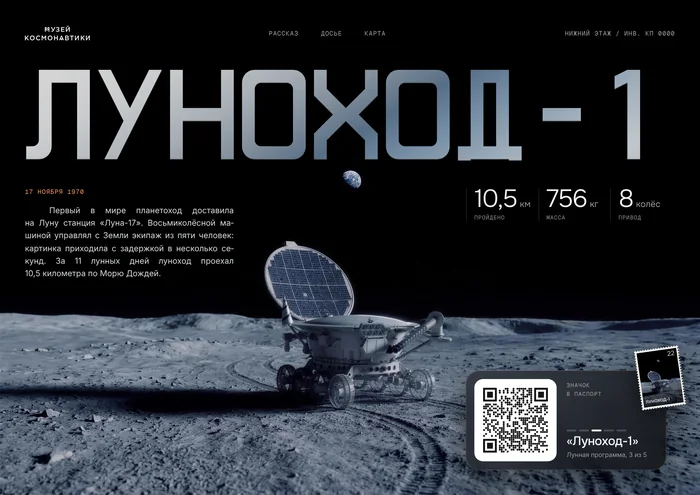 МУЗЕЙ
КОСМОНАВТИКИ
РАССКАЗ ДОСЬЕ КАРТА
НИЖНИЙ ЭТАЖ / ИНВ. КП 0000
ЛУНОХОД-1
17 НОЯБРЯ 1970
Первый в мире планетоход доставила
на Луну станция «Луна-17». Восьмиколёсной ма-
шиной управлял с Земли экипаж из пяти человек:
картинка приходила с задержкой в несколько се-
кунд. За 11 лунных дней луноход проехал
10,5 километра по Морю Дождей.
10,5 км
ПРОЙДЕНО
756 кг
МАССА
8 колёс
ПРИВОД
ЗНАЧОК
В ПАСПОРТ
«Луноход-1»
Лунная программа, 3 из 5
22
ЛУНОХОД-1